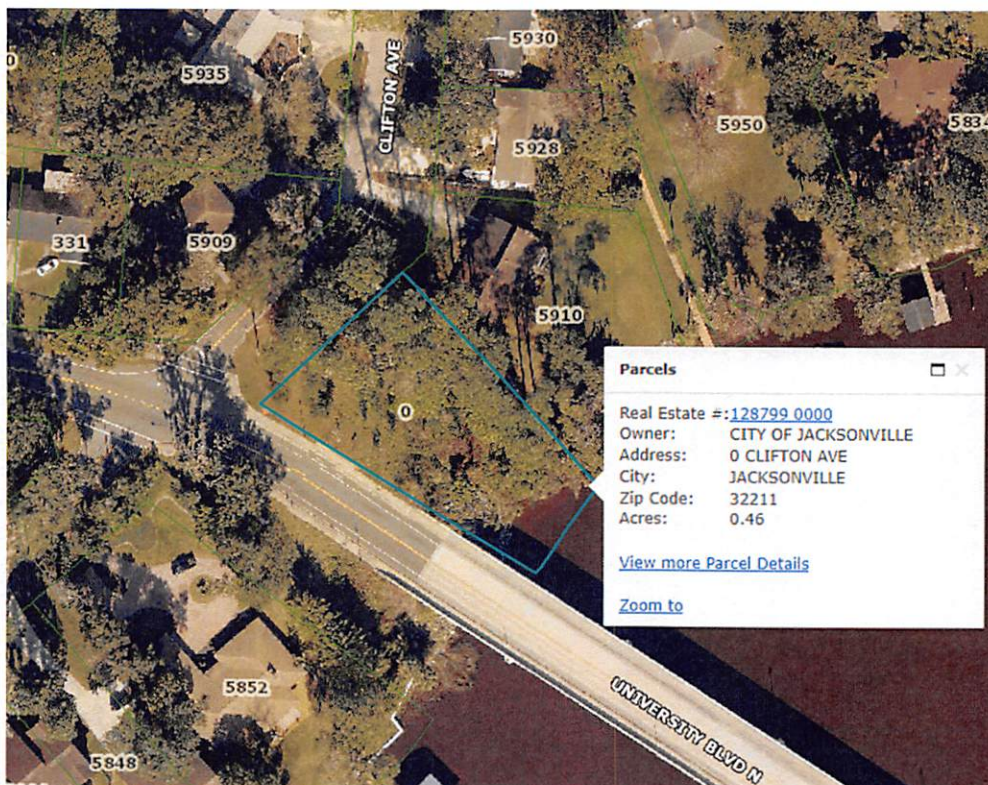 5930
CLIFTON AVE
5935
0
5928
5950
5834
331
5909
5910
0
Parcels
Real Estate #: 128799 0000
Owner: CITY OF JACKSONVILLE
Address: 0 CLIFTON AVE
City: JACKSONVILLE
Zip Code: 32211
Acres: 0.46
View more Parcel Details
Zoom to
5852
UNIVERSITY BLVD N
5848